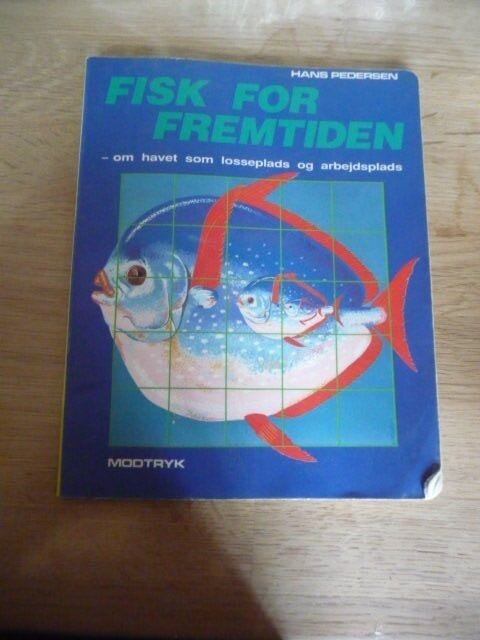 HANS PEDERSEN
FISK FOR
FREMTIDEN
– om havet som losseplads og arbejdsplads
MODTRYK